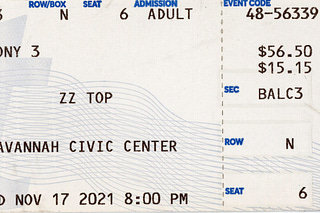 ROW/BOX SEAT ADMISSION EVENT CODE
N 6 ADULT 48-56339
ONY 3 $56.50
$15.15
ZZ TOP SEC BALC3
AVANNAH CIVIC CENTER ROW N
D NOV 17 2021 8:00 PM SEAT 6